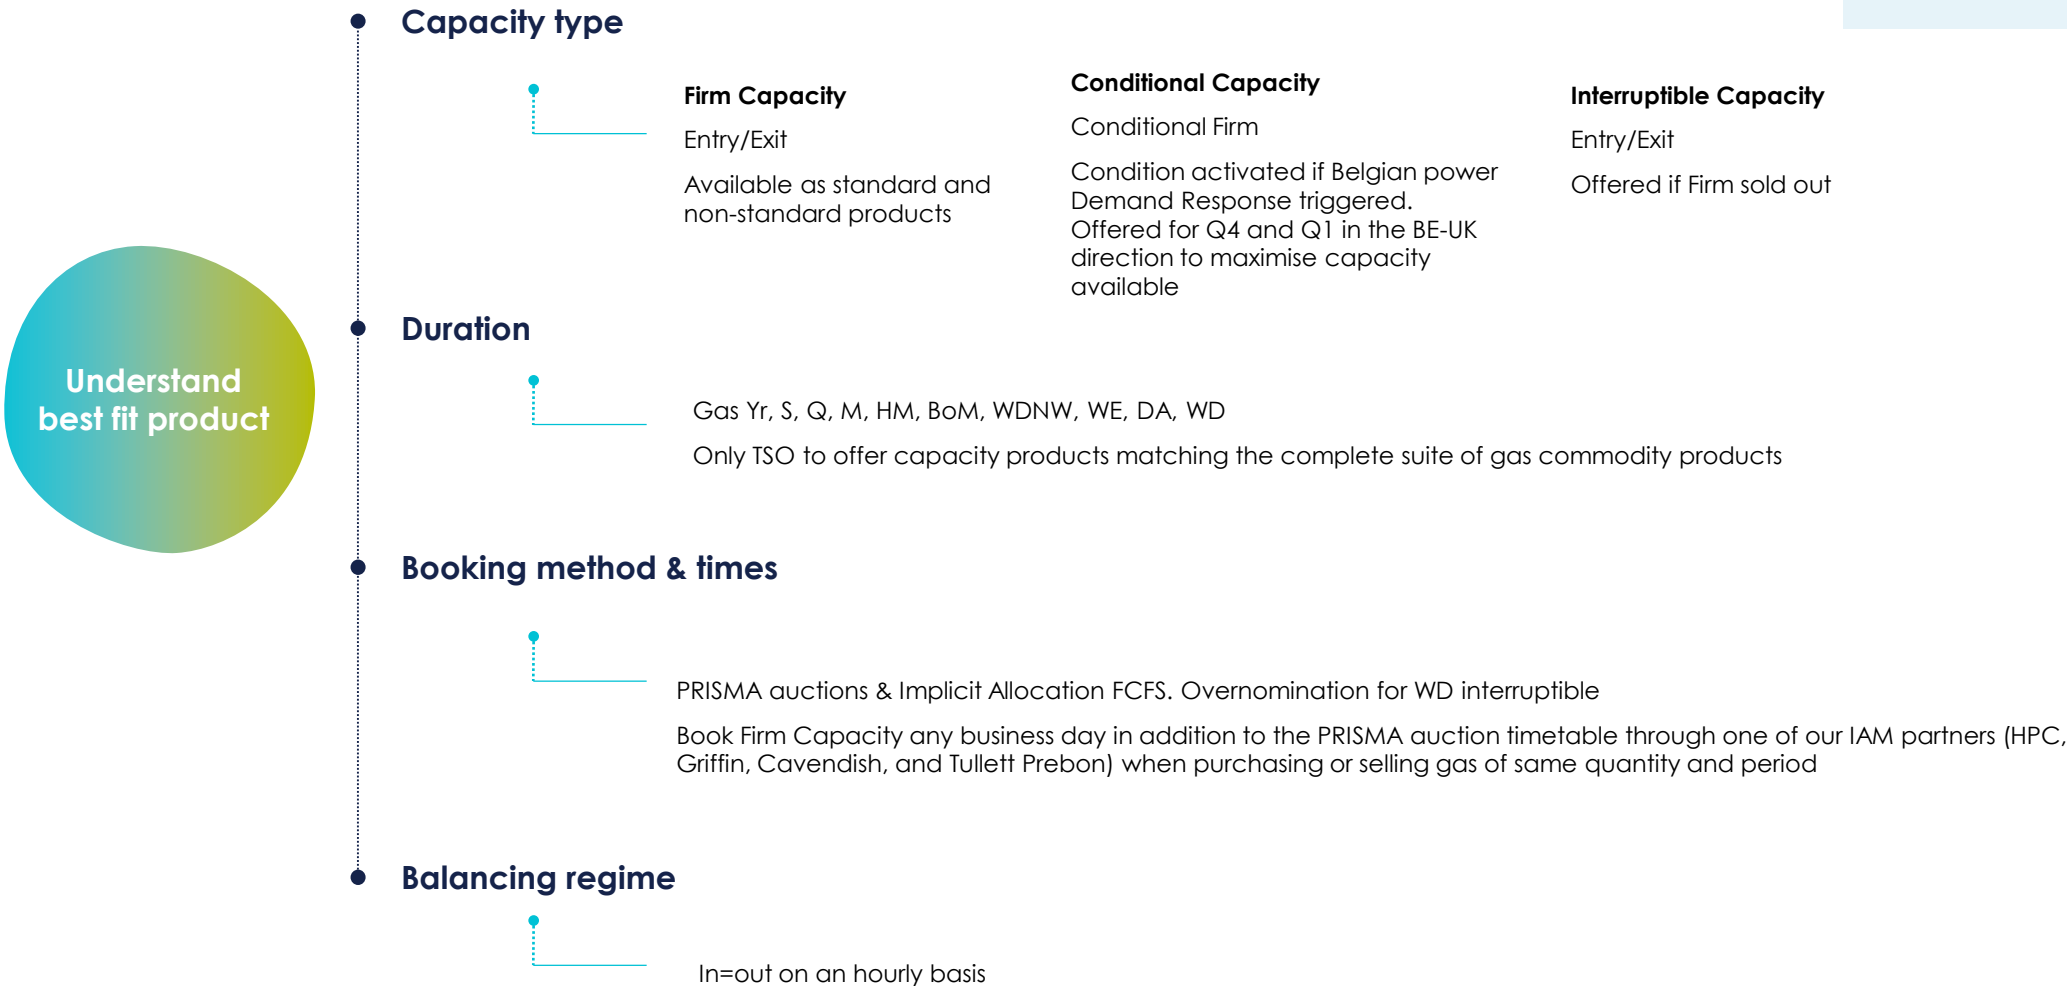 Understand
best fit product
Capacity type
Firm Capacity
Entry/Exit
Available as standard and
non-standard products
Conditional Capacity
Conditional Firm
Condition activated if Belgian power
Demand Response triggered.
Offered for Q4 and Q1 in the BE-UK
direction to maximise capacity
available
Interruptible Capacity
Entry/Exit
Offered if Firm sold out
Duration
Gas Yr, S, Q, M, HM, BoM, WDNW, WE, DA, WD
Only TSO to offer capacity products matching the complete suite of gas commodity products
Booking method & times
PRISMA auctions & Implicit Allocation FCFS. Overnomination for WD interruptible
Book Firm Capacity any business day in addition to the PRISMA auction timetable through one of our IAM partners (HPC,
Griffin, Cavendish, and Tullett Prebon) when purchasing or selling gas of same quantity and period
Balancing regime
In=out on an hourly basis